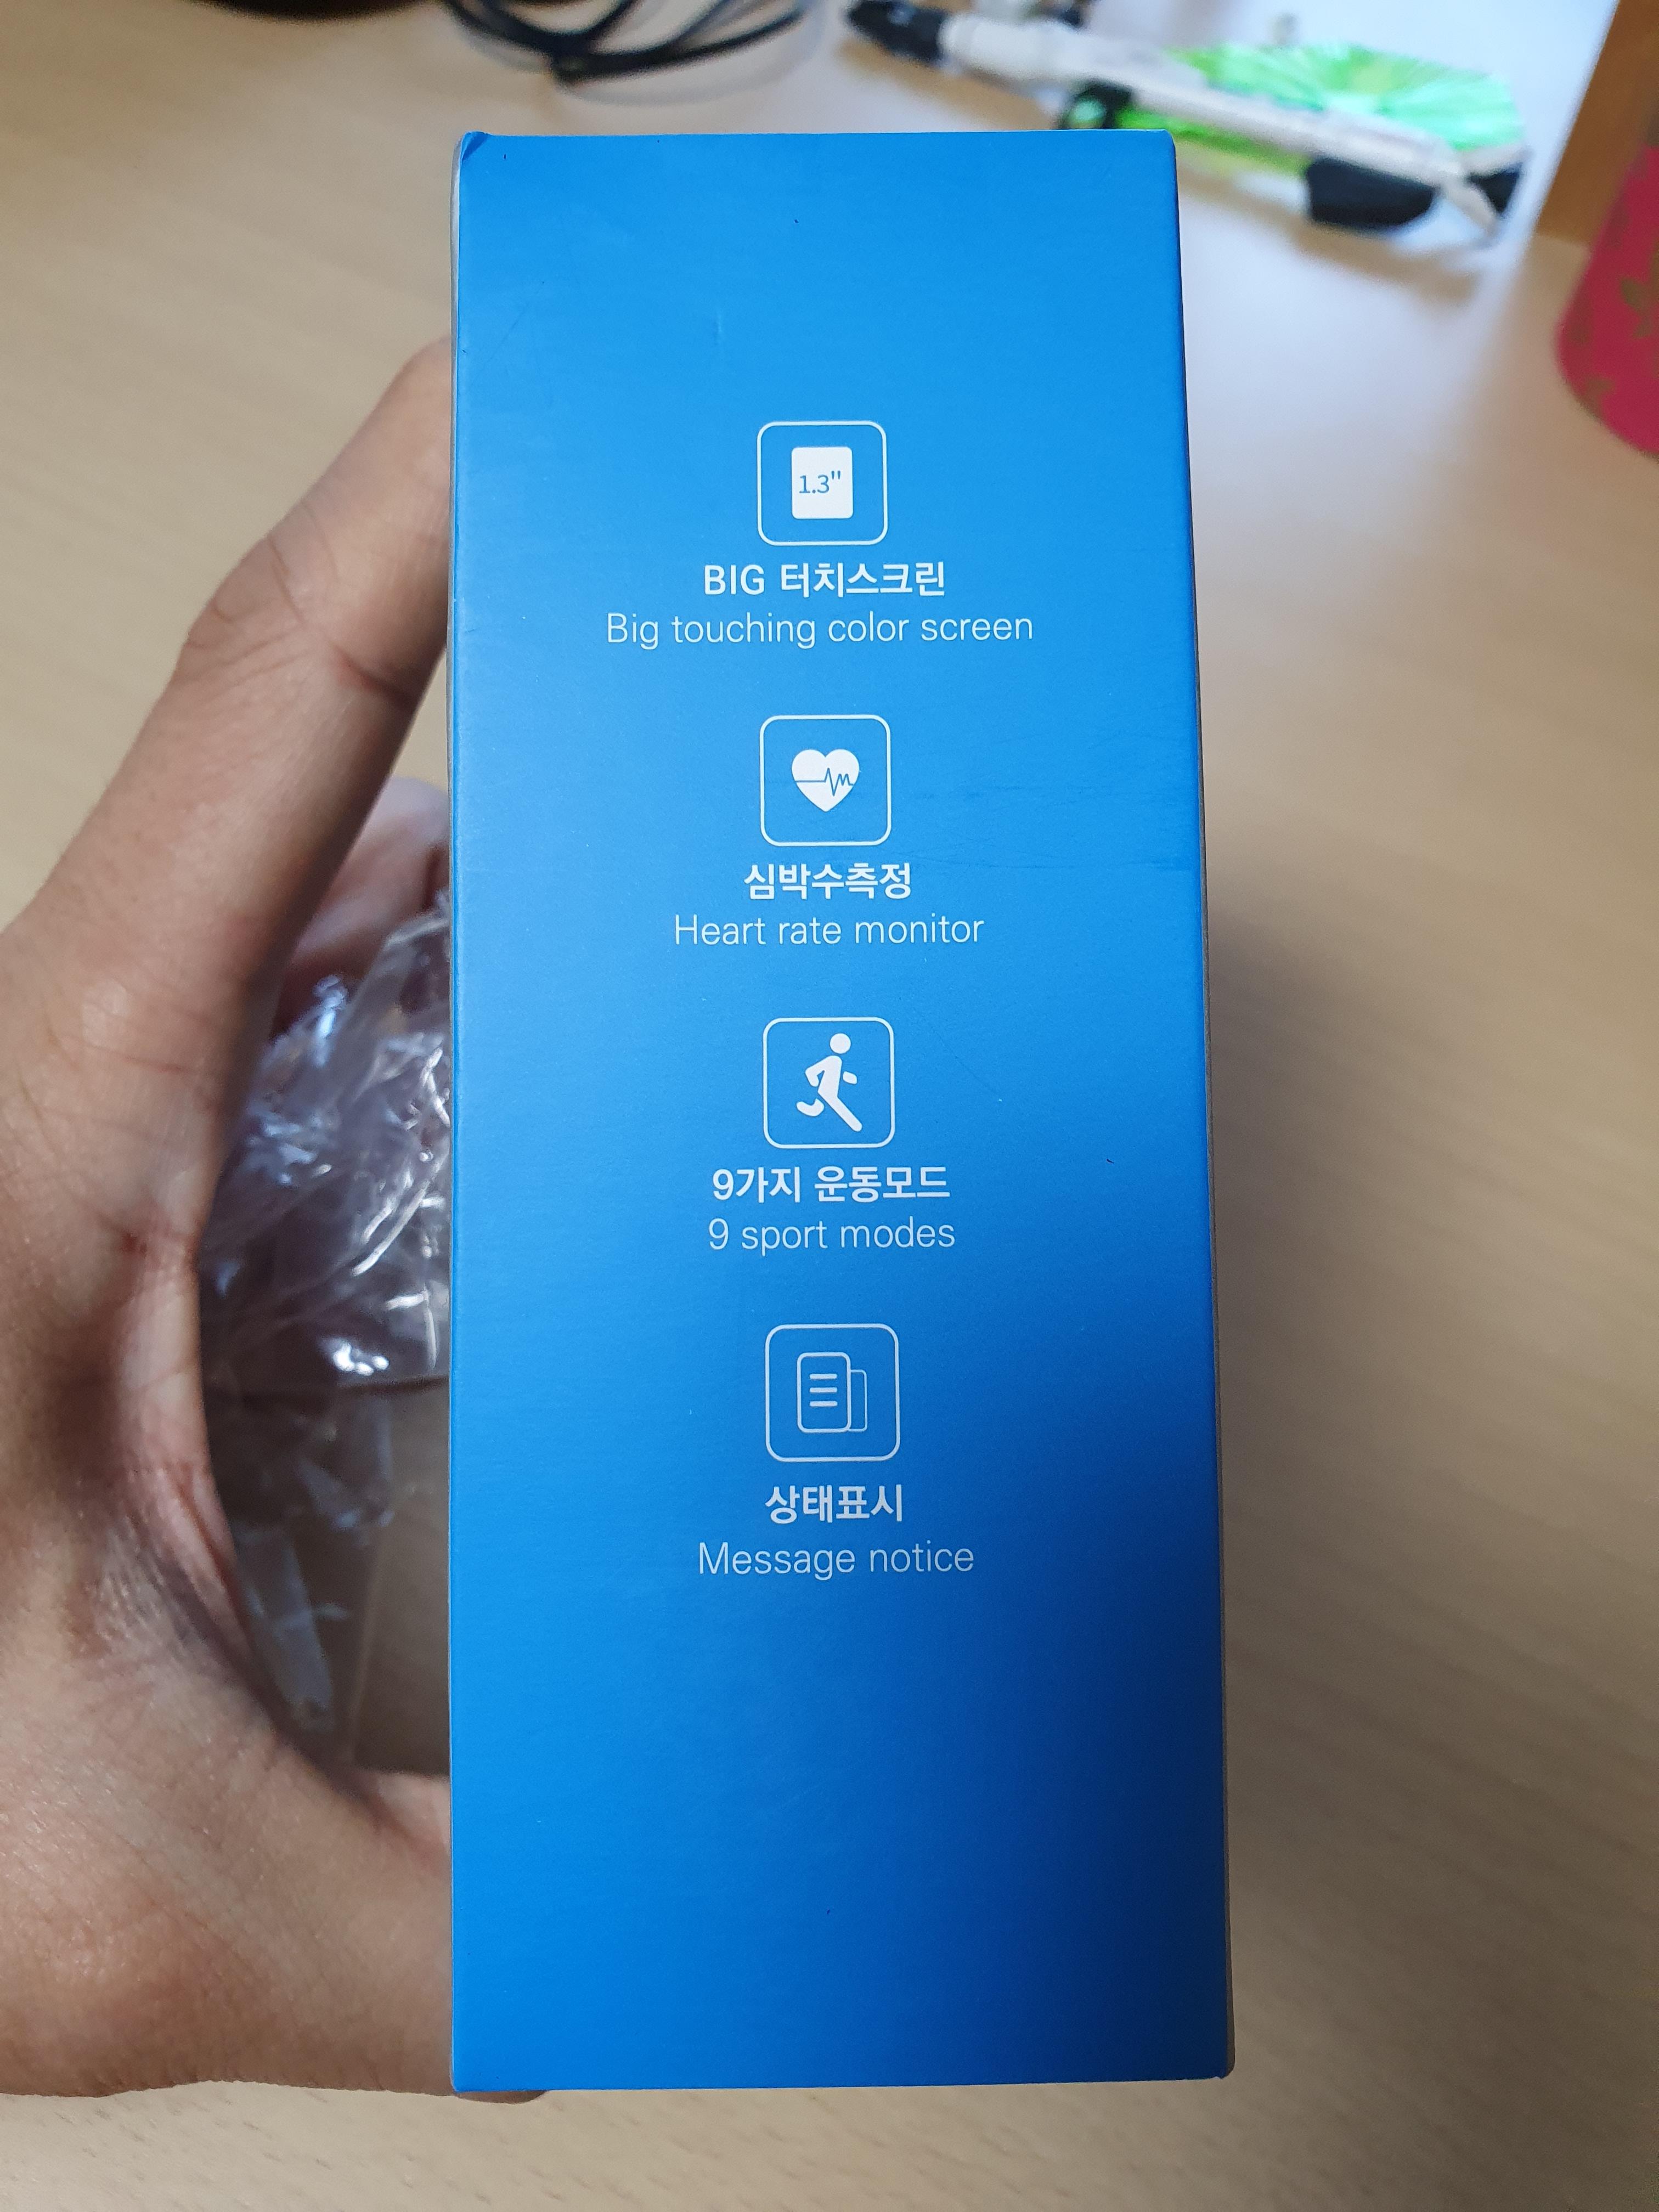 1.3"
BIG 터치스크린
Big touching color screen
심박수측정
Heart rate monitor
9가지 운동모드
9 sport modes
상태표시
Message notice